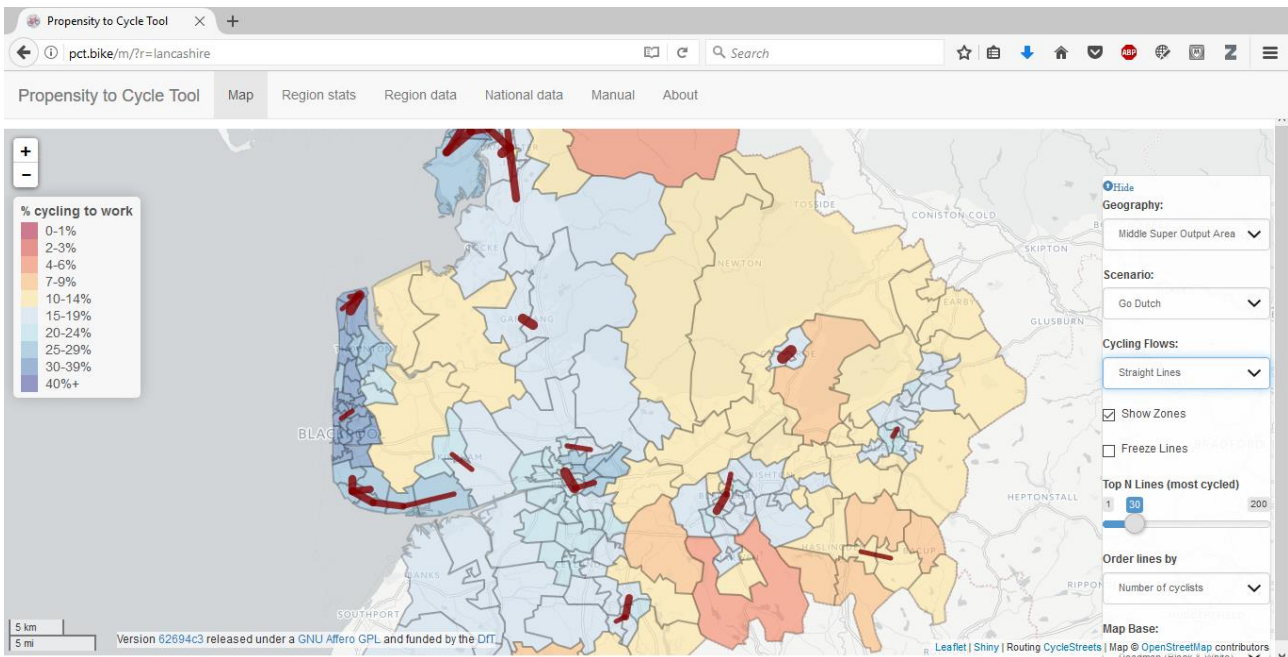 Propensity to Cycle Tool
pct.bike/m/?r=lancashire
Search
ABP
Z
Propensity to Cycle Tool Map Region stats Region data National data Manual About
+
−
% cycling to work
0-1%
2-3%
4-6%
7-9%
10-14%
15-19%
20-24%
25-29%
30-39%
40%+
TOSSIDE
CONISTON COLD
SKIPTON
NEWTON
EARBY
GLUSBURN
HEPTONSTALL
BANKS
SOUTHPORT
Hide
Geography:
Middle Super Output Area
Scenario:
Go Dutch
Cycling Flows:
Straight Lines
Show Zones
Freeze Lines
Top N Lines (most cycled)
1 30 200
Order lines by
Number of cyclists
Map Base:
5 km
5 mi
Version 62694c3 released under a GNU Affero GPL and funded by the DfT.
Leaflet | Shiny | Routing CycleStreets | Map © OpenStreetMap contributors